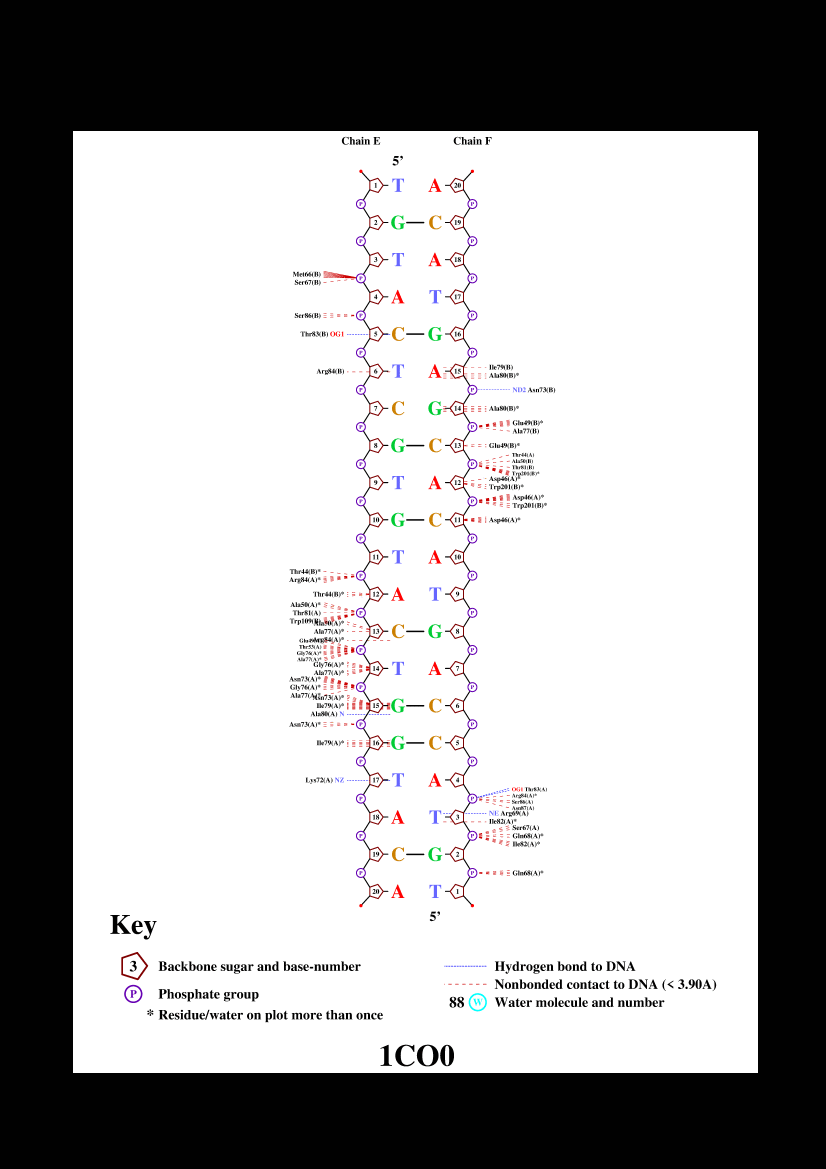 Chain E Chain F
5’
1 T A 20
P P
2 G C 19
P P
3 T A 18
Met66(B)
P P
Ser67(B)
4 A T 17
Ser86(B) P P
Thr83(B) OG1 5 C G 16
P P
Ile79(B)
Arg84(B) 6 T A 15
Ala80(B)*
P P ND2 Asn73(B)
7 C G 14 Ala80(B)*
Glu49(B)*
P P
Ala77(B)
8 G C 13 Glu49(B)*
Thr44(A)
Ala50(B)
P P
Thr81(B)
Trp201(B)*
Asp46(A)*
9 T A 12
Trp201(B)*
Asp46(A)*
P P
Trp201(B)*
10 G C 11 Asp46(A)*
P P
11 T A 10
Thr44(B)*
P P
Arg84(A)*
Thr44(B)* 12 A T 9
Ala50(A)*
Thr81(A) P P
Trp109(B)
Ala50(A)*
Ala77(A)* 13 C G 8
Arg84(A)*
Thr53(A)
P P
Gly76(A)*
Ala77(A)*
Gly76(A)*
14 T A 7
Ala77(A)*
Asn73(A)*
Gly76(A)* P P
Ala77(A)*
Asn73(A)*
Ile79(A)* 15 G C 6
Ala80(A) N
Asn73(A)* P P
Ile79(A)* 16 G C 5
P P
Lys72(A) NZ 17 T A 4
OG1 Thr83(A)
Arg84(A)*
P P
Ser86(A)
Asn87(A)
NE Arg69(A)
18 A T 3
Ile82(A)*
Ser67(A)
P P Gln68(A)*
Ile82(A)*
19 C G 2
P P Gln68(A)*
20 A T 1
5’
Key
3 Backbone sugar and base-number
Hydrogen bond to DNA
Nonbonded contact to DNA (< 3.90A)
P Phosphate group
88 W Water molecule and number
* Residue/water on plot more than once
1CO0